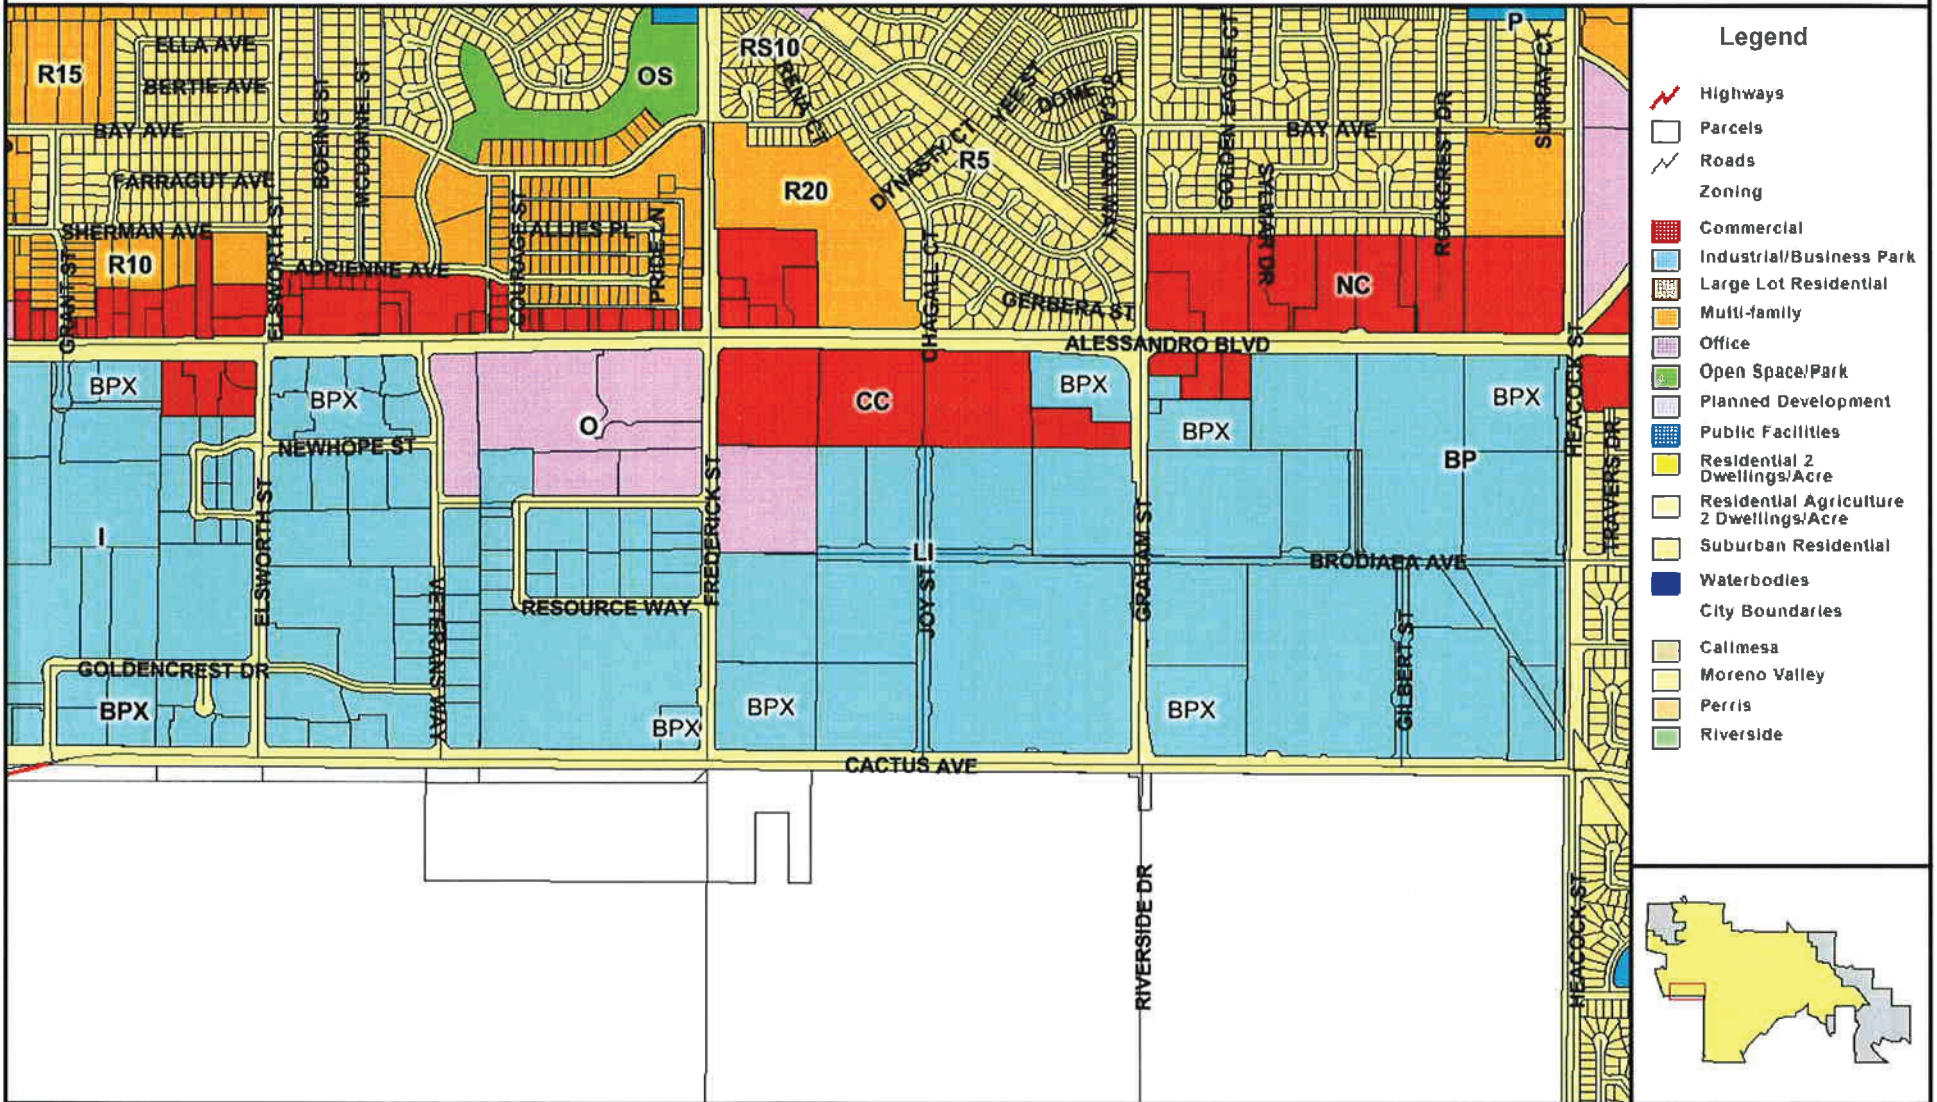 P
RS10
ELLA AVE
R15
OS
BERTIE AVE
BOEING ST
MCDONNEL ST
YEE ST
DOME ST
GOLDEN EAGLE CT
SUNRAY CT
BAY AVE
BAY AVE
ROCKCREST DR
DYNASTY CT
R5
FARRAGUT AVE
R20
SYLMAR DR
SHERMAN AVE
ALLIES PL
COURAGE ST
PRIDE LN
R10
ADRIENNE AVE
GRANT ST
ELSWORTH ST
CHAGALL CT
GERBERA ST
NC
ALESSANDRO BLVD
HEACOCK ST
BPX
BPX
O
CC
BPX
BPX
BPX
NEWHOPE ST
BP
TRAVERS DR
I
ELSWORTH ST
FREDERICK ST
LI
GRAHAM ST
BRODIAEA AVE
VETERANS WAY
RESOURCE WAY
JOY ST
GILBERT ST
GOLDENCREST DR
BPX
BPX
BPX
BPX
CACTUS AVE
RIVERSIDE DR
HEACOCK ST
Legend
Highways
Parcels
Roads
Zoning
Commercial
Industrial/Business Park
Large Lot Residential
Multi-family
Office
Open Space/Park
Planned Development
Public Facilities
Residential 2
Dwellings/Acre
Residential Agriculture
2 Dwellings/Acre
Suburban Residential
Waterbodies
City Boundaries
Calimesa
Moreno Valley
Perris
Riverside